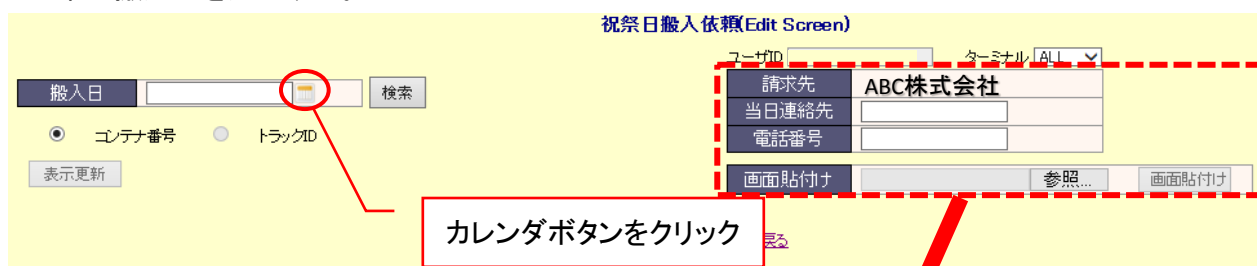 祝祭日搬入依頼(Edit Screen)
ユーザID ターミナル ALL
搬入日 検索
請求先 ABC株式会社
当日連絡先
コンテナ番号 トラックID
電話番号
表示更新
画面貼付け 参照... 画面貼付け
カレンダボタンをクリック
戻る